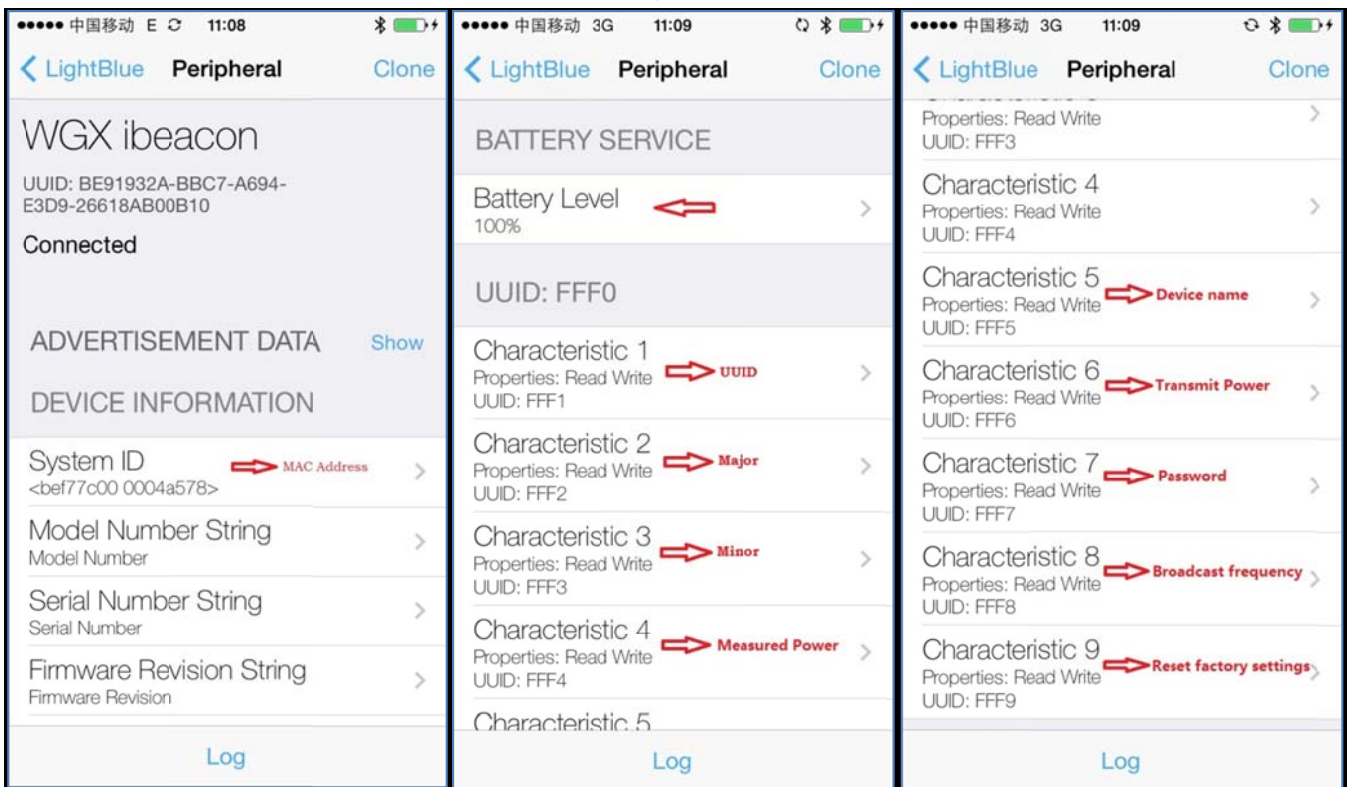 中国移动 E 11:08
LightBlue Peripheral Clone
WGX ibeacon
UUID: BE91932A-BBC7-A694-
E3D9-26618AB00B10
Connected
ADVERTISEMENT DATA Show
DEVICE INFORMATION
System ID
MAC Address
<bef77c00 0004a578>
Model Number String
Model Number
Serial Number String
Serial Number
Firmware Revision String
Firmware Revision
Log
中国移动 3G 11:09
LightBlue Peripheral Clone
BATTERY SERVICE
Battery Level
100%
UUID: FFF0
Characteristic 1
Properties: Read Write
UUID
UUID: FFF1
Characteristic 2
Properties: Read Write
Major
UUID: FFF2
Characteristic 3
Properties: Read Write
Minor
UUID: FFF3
Characteristic 4
Properties: Read Write
Measured Power
UUID: FFF4
Characteristic 5
Log
中国移动 3G 11:09
LightBlue Peripheral Clone
Properties: Read Write
UUID: FFF3
Characteristic 4
Properties: Read Write
UUID: FFF4
Characteristic 5
Properties: Read Write
Device name
UUID: FFF5
Characteristic 6
Properties: Read Write
Transmit Power
UUID: FFF6
Characteristic 7
Properties: Read Write
Password
UUID: FFF7
Characteristic 8
Properties: Read Write
Broadcast frequency
UUID: FFF8
Characteristic 9
Properties: Read Write
Reset factory settings
UUID: FFF9
Log